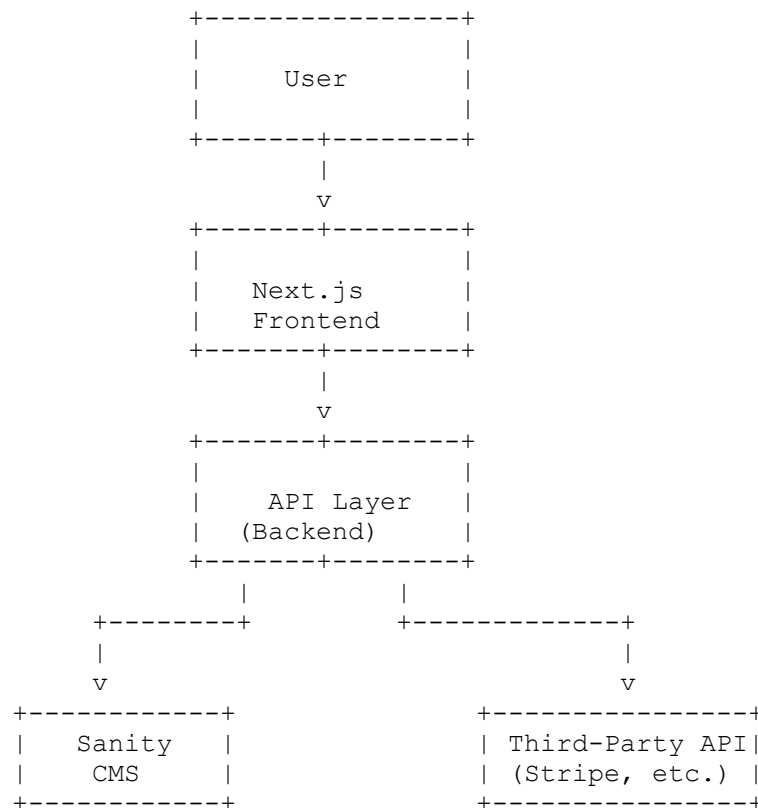 User
Next.js
Frontend
API Layer
(Backend)
Sanity
CMS
Third-Party API
(Stripe, etc.)